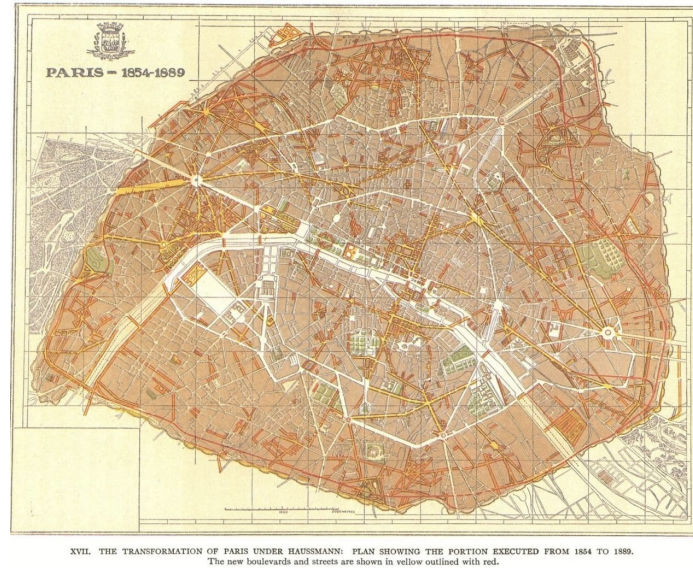 PARIS - 1854-1889
XVII. THE TRANSFORMATION OF PARIS UNDER HAUSSMANN: PLAN SHOWING THE PORTION EXECUTED FROM 1854 TO 1889.
The new boulevards and streets are shown in yellow outlined with red.